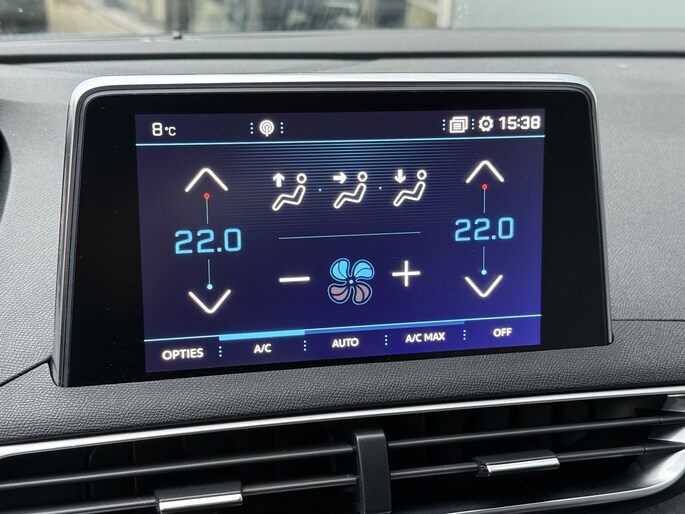 8°C 15:38
22.0 22.0
OPTIES A/C AUTO A/C MAX OFF